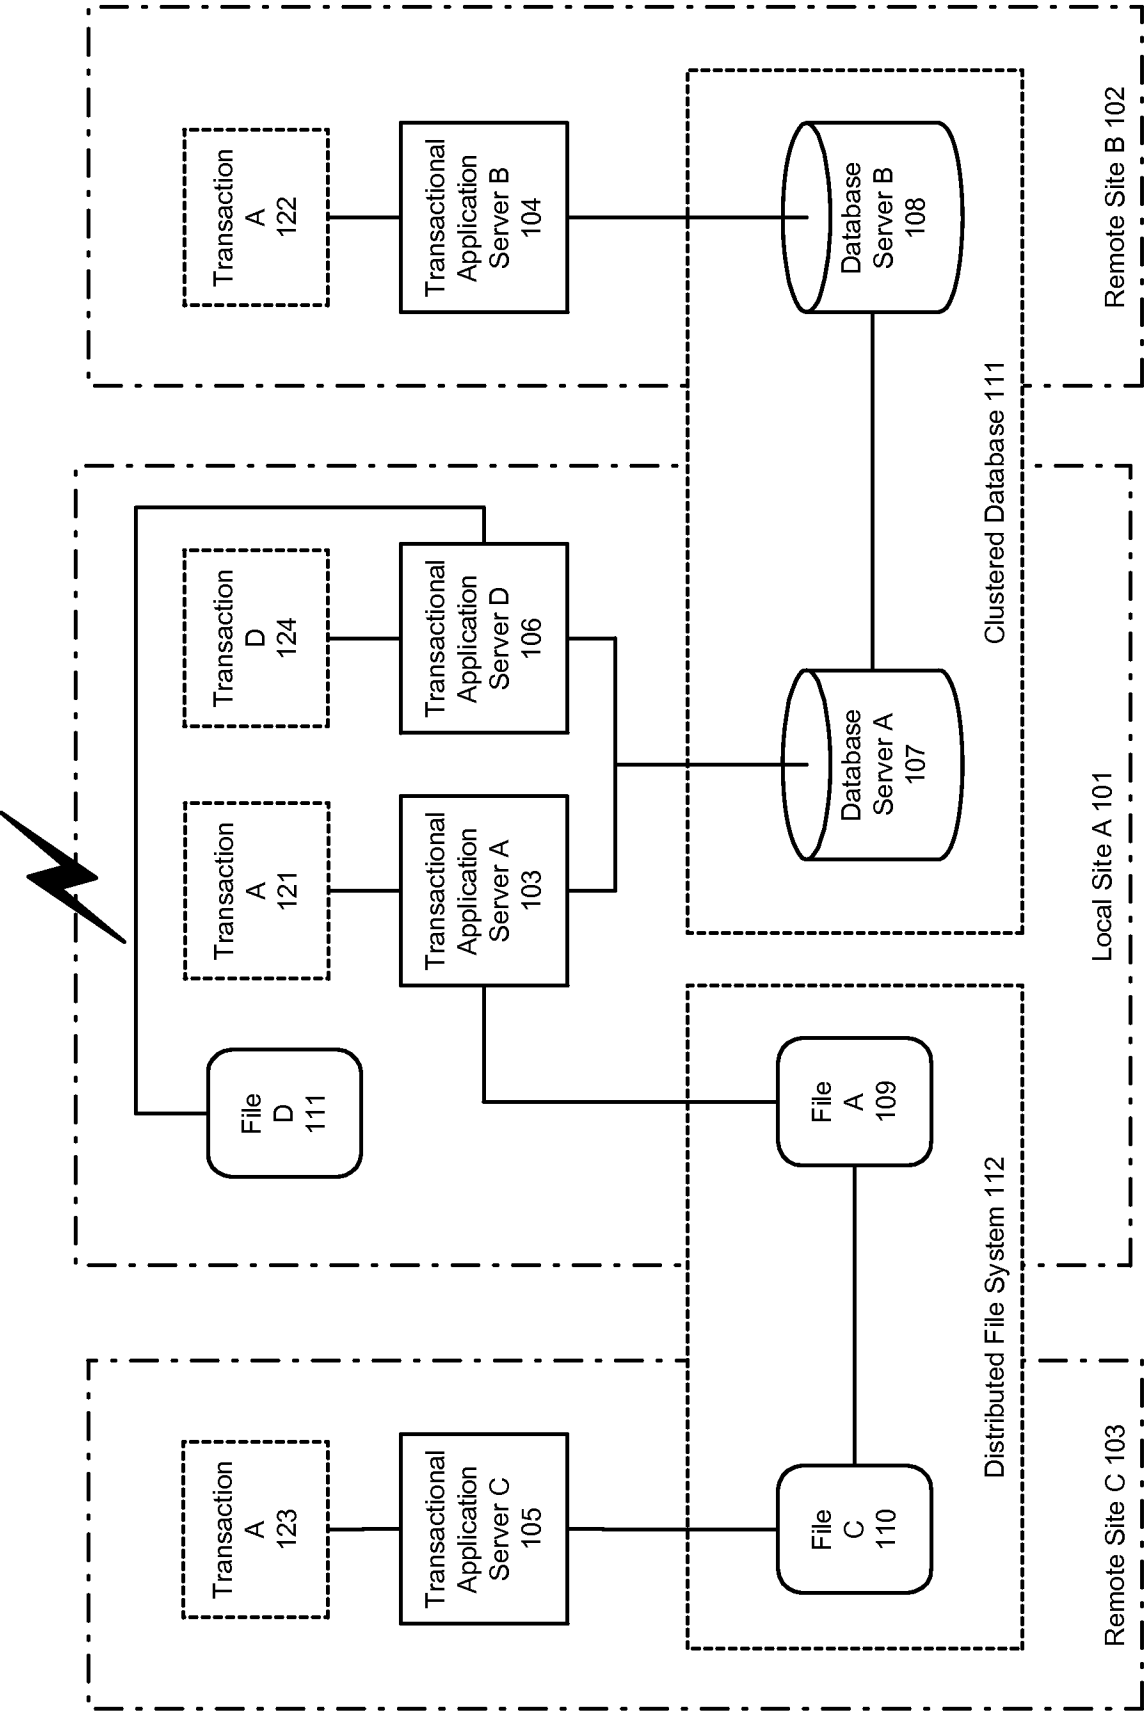 Transaction
A
123
Transactional
Application
Server C
105
File
C
110
Remote Site C 103
Distributed File System 112
File
D
111
File
A
109
Transaction
A
121
Transactional
Application
Server A
103
Transaction
D
124
Transactional
Application
Server D
106
Database
Server A
107
Local Site A 101
Clustered Database 111
Transaction
A
122
Transactional
Application
Server B
104
Database
Server B
108
Remote Site B 102